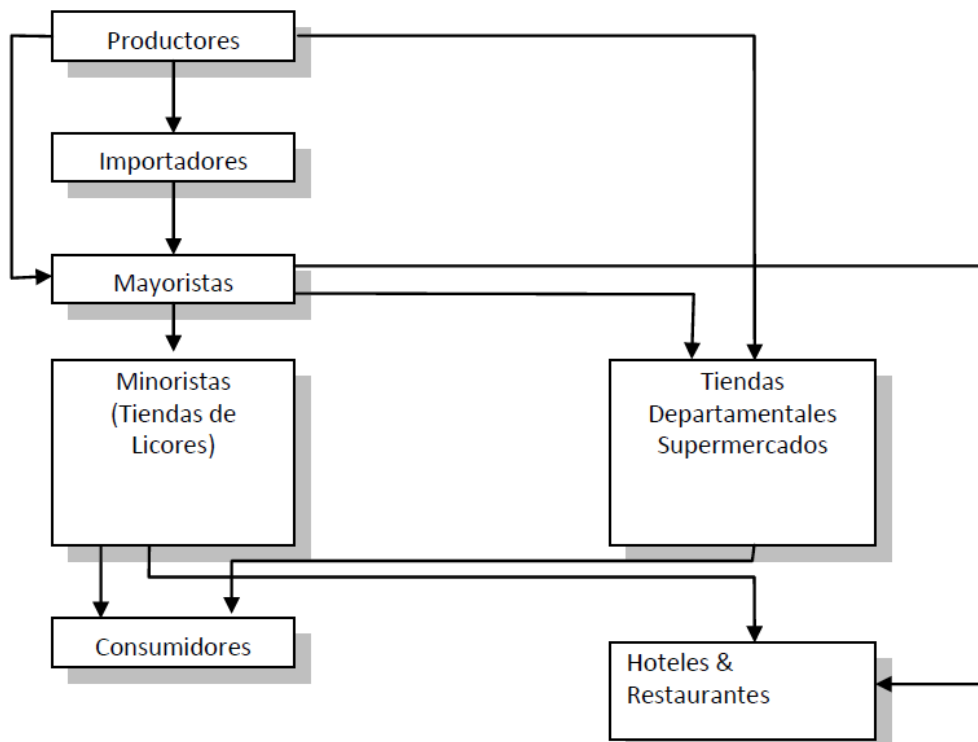 Productores
Importadores
Mayoristas
Minoristas
(Tiendas de
Licores)
Tiendas
Departamentales
Supermercados
Consumidores
Hoteles &
Restaurantes